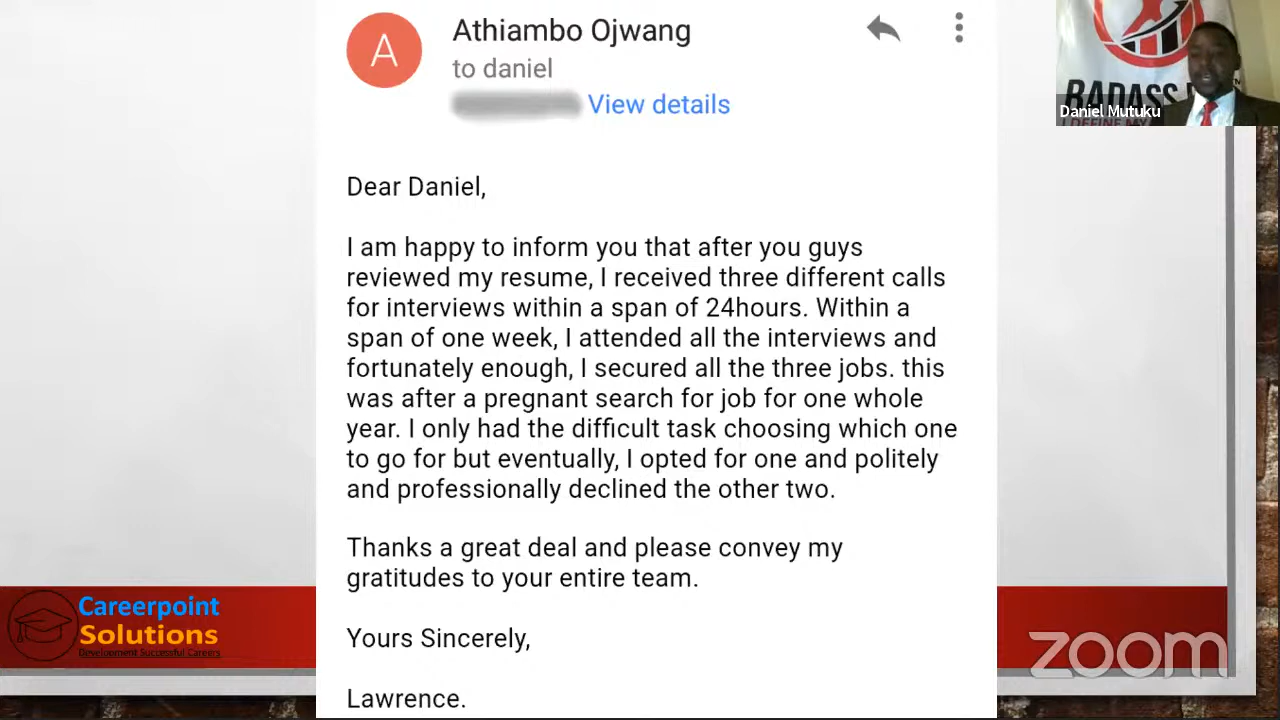 Athiambo Ojwang
A
to daniel
View details
BADASS
Daniel Mutuku
Dear Daniel,
I am happy to inform you that after you guys
reviewed my resume, I received three different calls
for interviews within a span of 24hours. Within a
span of one week, I attended all the interviews and
fortunately enough, I secured all the three jobs. this
was after a pregnant search for job for one whole
year. I only had the difficult task choosing which one
to go for but eventually, I opted for one and politely
and professionally declined the other two.
Thanks a great deal and please convey my
gratitudes to your entire team.
Yours Sincerely,
Lawrence.
Careerpoint
Solutions
Development Successful Careers
zoom